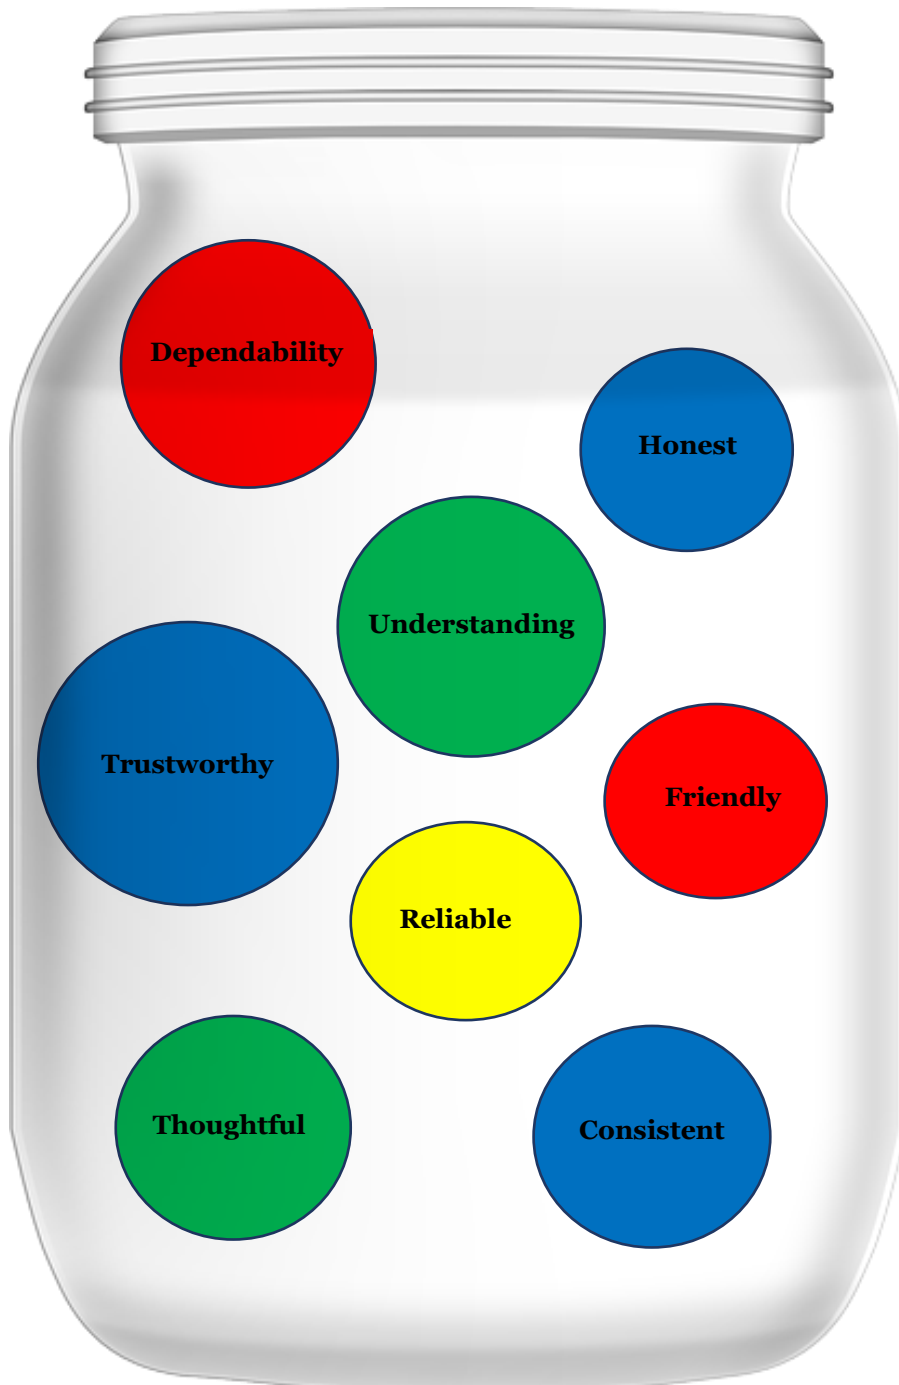 Dependability
Honest
Understanding
Trustworthy
Friendly
Reliable
Thoughtful
Consistent